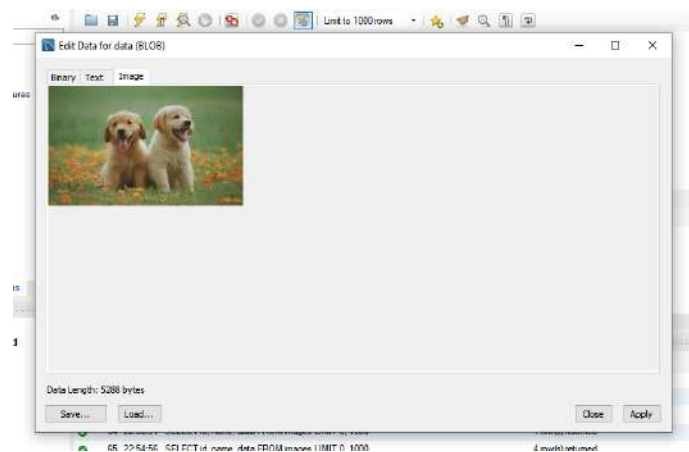 Limit to 1000 rows
Edit Data for data (BLOB)
Binary Text Image
Data Length: 5288 bytes
Save... Load... Close Apply
65 22:54:56 SELECT id, name, data FROM images LIMIT 0, 1000 4 row(s) returned